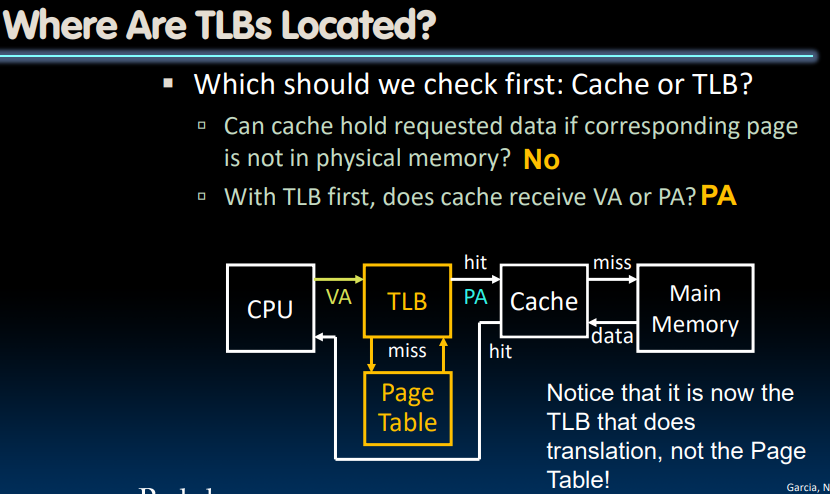 Where Are TLBs Located?
▪ Which should we check first: Cache or TLB?
▫ Can cache hold requested data if corresponding page
is not in physical memory? No
▫ With TLB first, does cache receive VA or PA? PA
hit
miss
CPU
VA
TLB
PA
Cache
Main
Memory
data
miss
hit
Page
Table
Notice that it is now the
TLB that does
translation, not the Page
Table!
Garcia, N